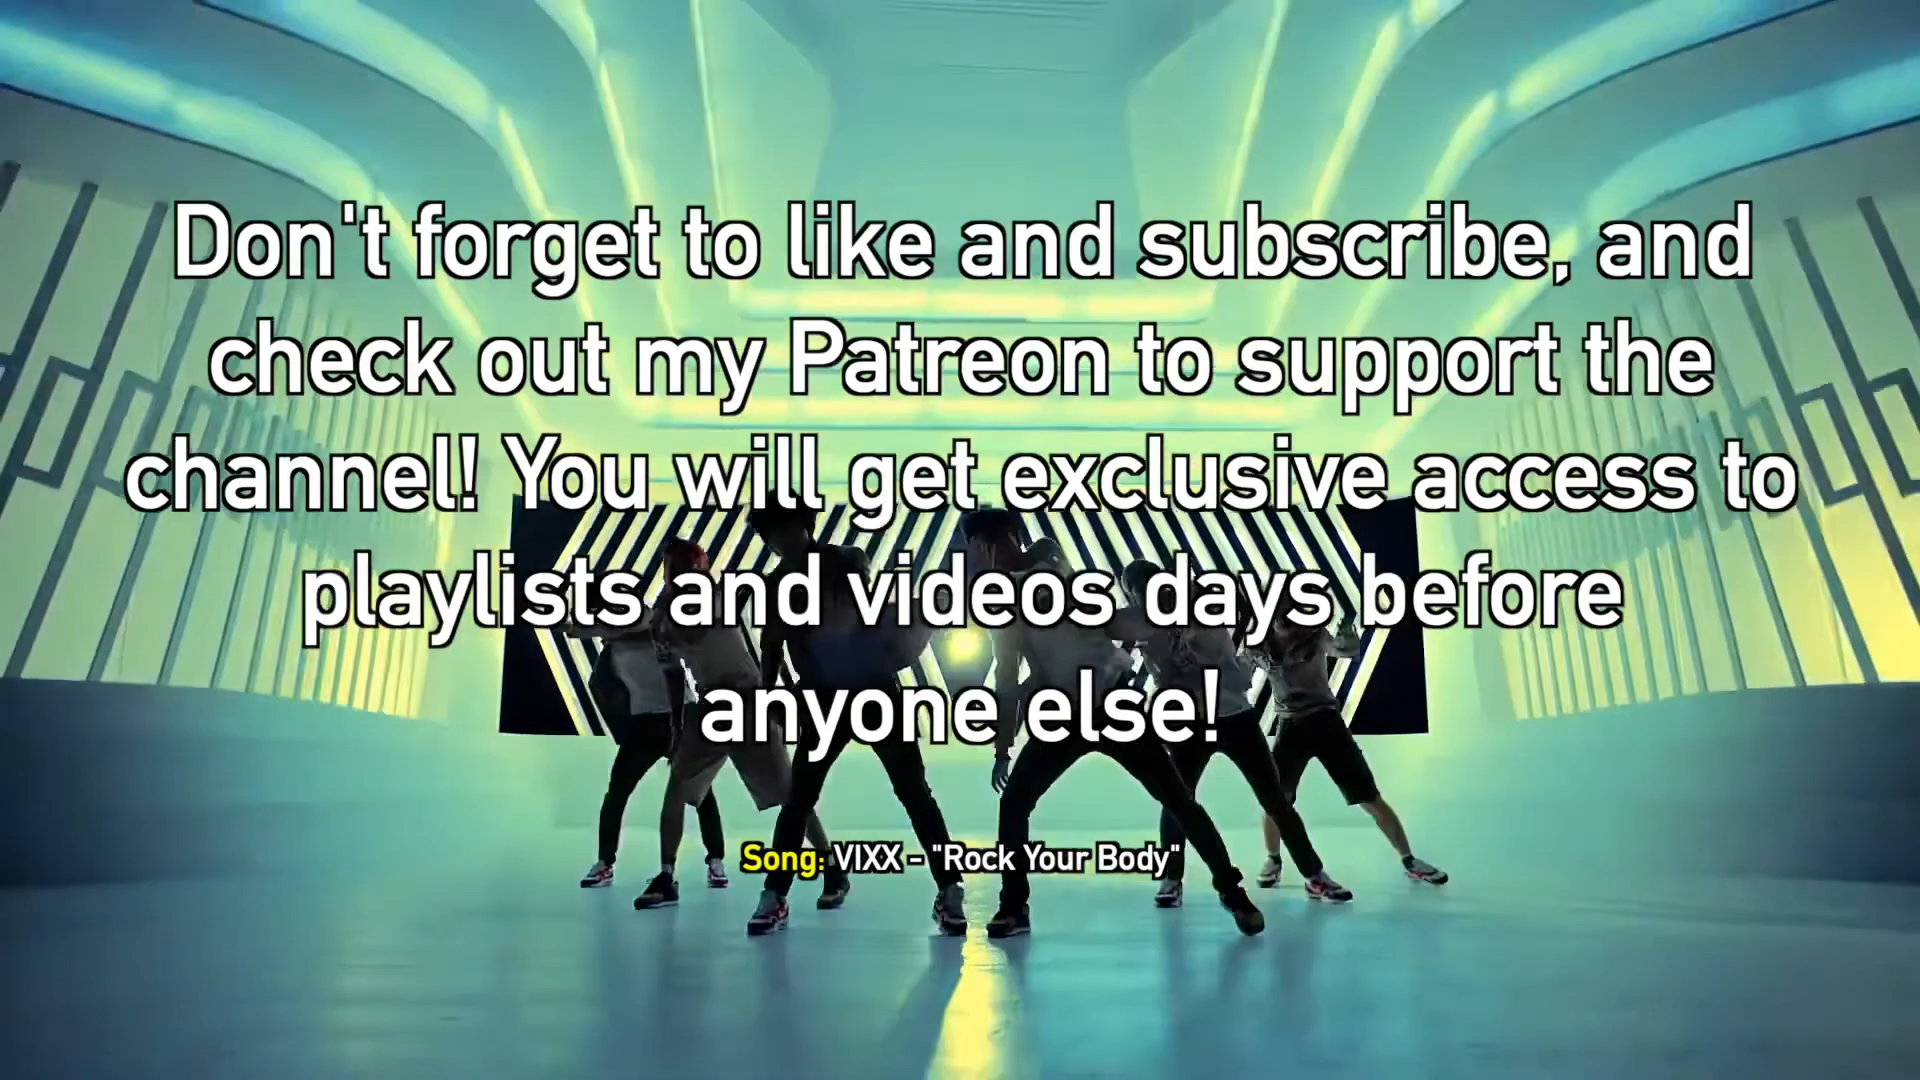 Don't forget to like and subscribe, and
check out my Patreon to support the
channel! You will get exclusive access to
playlists and videos days before
anyone else!
Song: VIXX - "Rock Your Body"